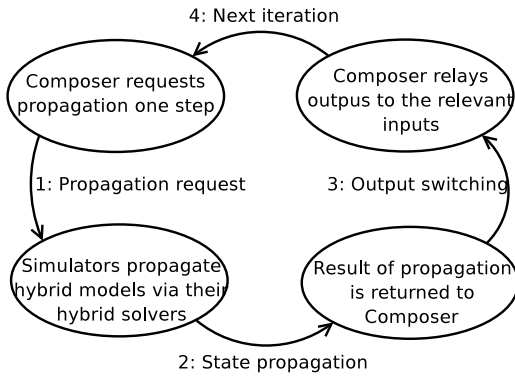 4: Next iteration
Composer requests
propagation one step
Composer relays
outpus to the relevant
inputs
1: Propagation request
3: Output switching
Simulators propagate
hybrid models via their
hybrid solvers
Result of propagation
is returned to
Composer
2: State propagation